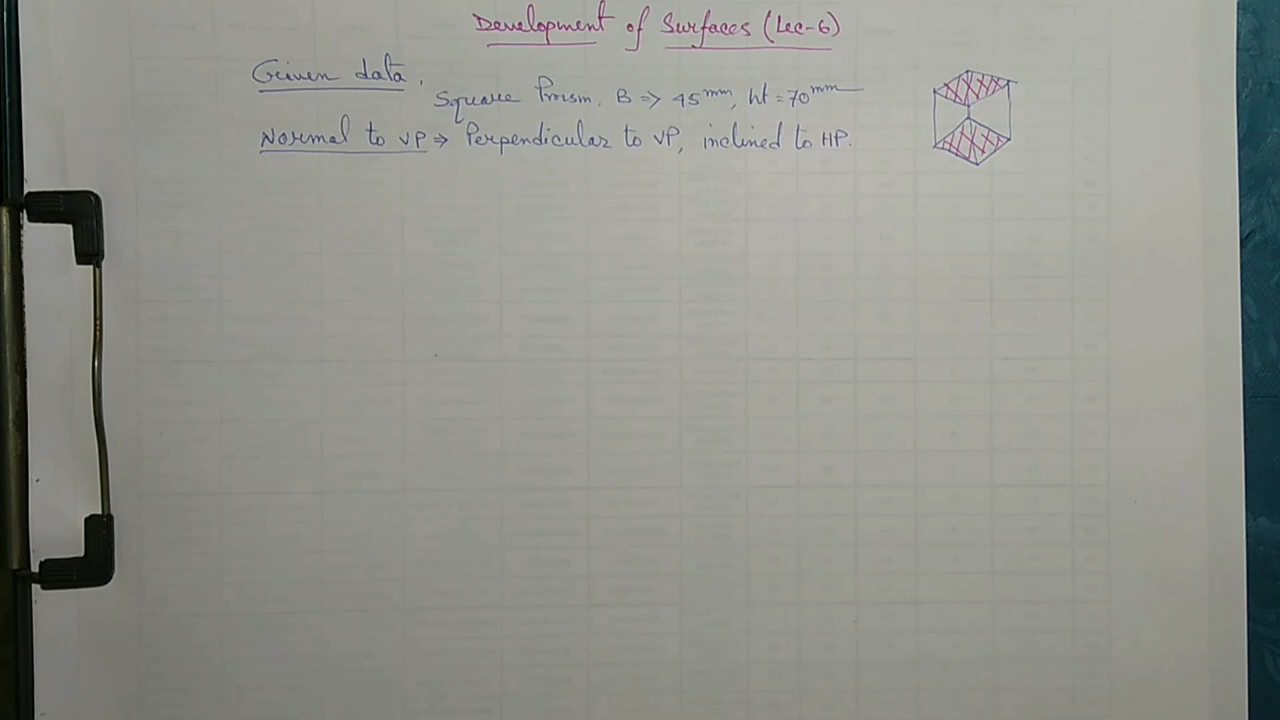 Development of Surfaces (Lec-6)
Given data.
Square Prism. B => 45mm, ht = 70mm
Normal to VP => Perpendicular to VP, inclined to HP.